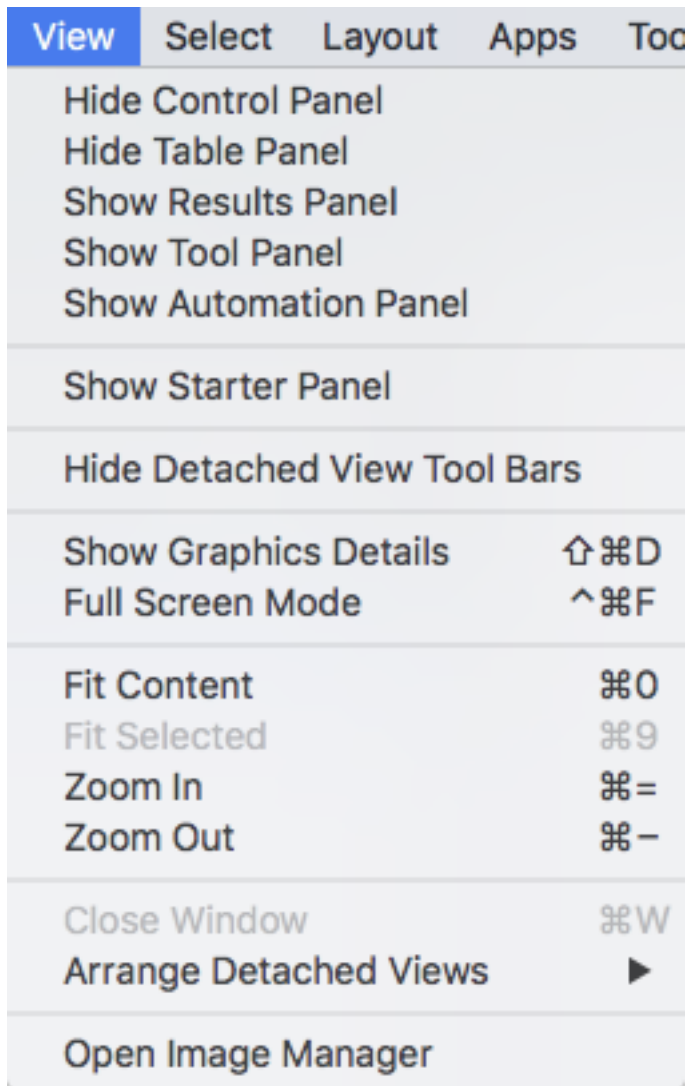 View Select Layout Apps
Hide Control Panel
Hide Table Panel
Show Results Panel
Show Tool Panel
Show Automation Panel
Show Starter Panel
Hide Detached View Tool Bars
Show Graphics Details ⇧⌘D
Full Screen Mode ^⌘F
Fit Content ⌘0
Fit Selected ⌘9
Zoom In ⌘=
Zoom Out ⌘−
Close Window ⌘W
Arrange Detached Views ▶
Open Image Manager